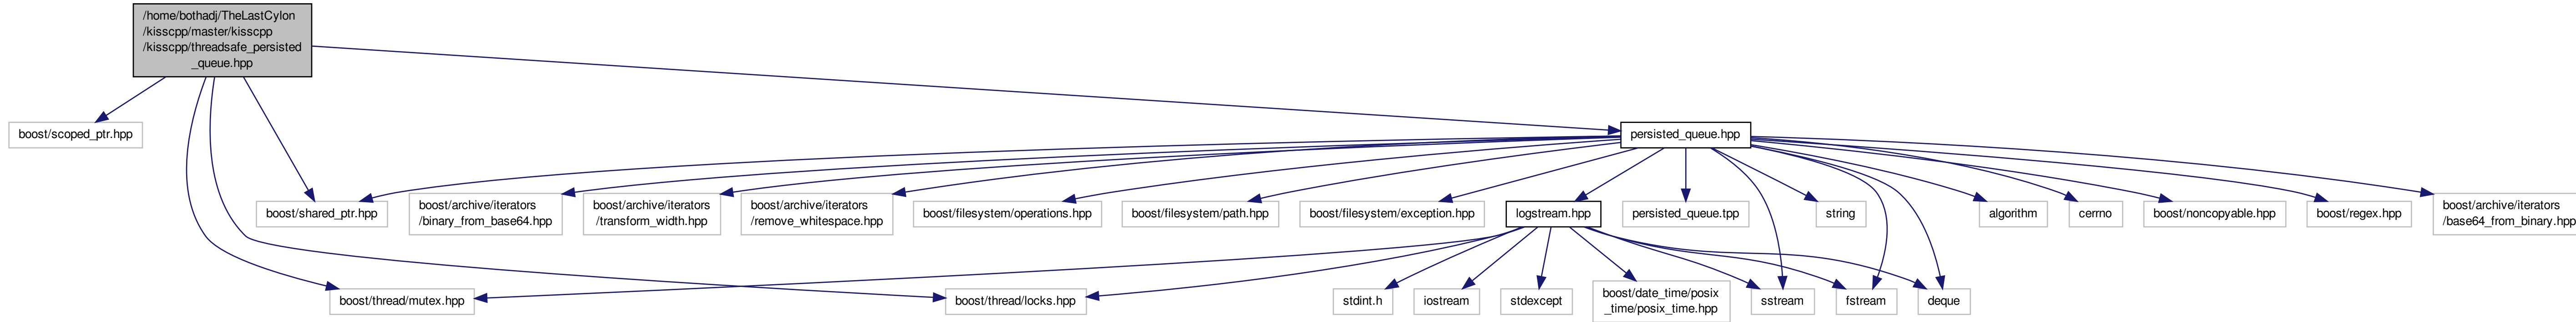 /home/bothadj/TheLastCylon
/kisscpp/master/kisscpp
/kisscpp/threadsafe_persisted
_queue.hpp
boost/scoped_ptr.hpp
persisted_queue.hpp
boost/shared_ptr.hpp
boost/archive/iterators
/binary_from_base64.hpp
boost/archive/iterators
/transform_width.hpp
boost/archive/iterators
/remove_whitespace.hpp
boost/filesystem/operations.hpp
boost/filesystem/path.hpp
boost/filesystem/exception.hpp
logstream.hpp
persisted_queue.tpp
string
algorithm
cerrno
boost/noncopyable.hpp
boost/regex.hpp
boost/archive/iterators
/base64_from_binary.hpp
boost/thread/mutex.hpp
boost/thread/locks.hpp
stdint.h
iostream
stdexcept
boost/date_time/posix
_time/posix_time.hpp
sstream
fstream
deque